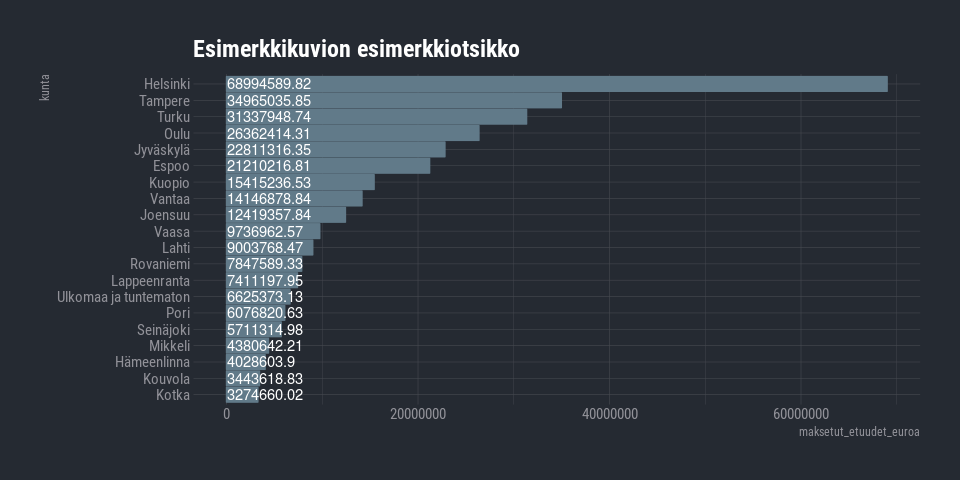 Esimerkkikuvion esimerkkiotsikko
kunta
Helsinki 68994589.82
Tampere 34965035.85
Turku 31337948.74
Oulu 26362414.31
Jyväskylä 22811316.35
Espoo 21210216.81
Kuopio 15415236.53
Vantaa 14146878.84
Joensuu 12419357.84
Vaasa 9736962.57
Lahti 9003768.47
Rovaniemi 7847589.33
Lappeenranta 7411197.95
Ulkomaa ja tuntematon 6625373.13
Pori 6076820.63
Seinäjoki 5711314.98
Mikkeli 4380642.21
Hämeenlinna 4028603.9
Kouvola 3443618.83
Kotka 3274660.02
0 20000000 40000000 60000000
maksetut_etuudet_euroa